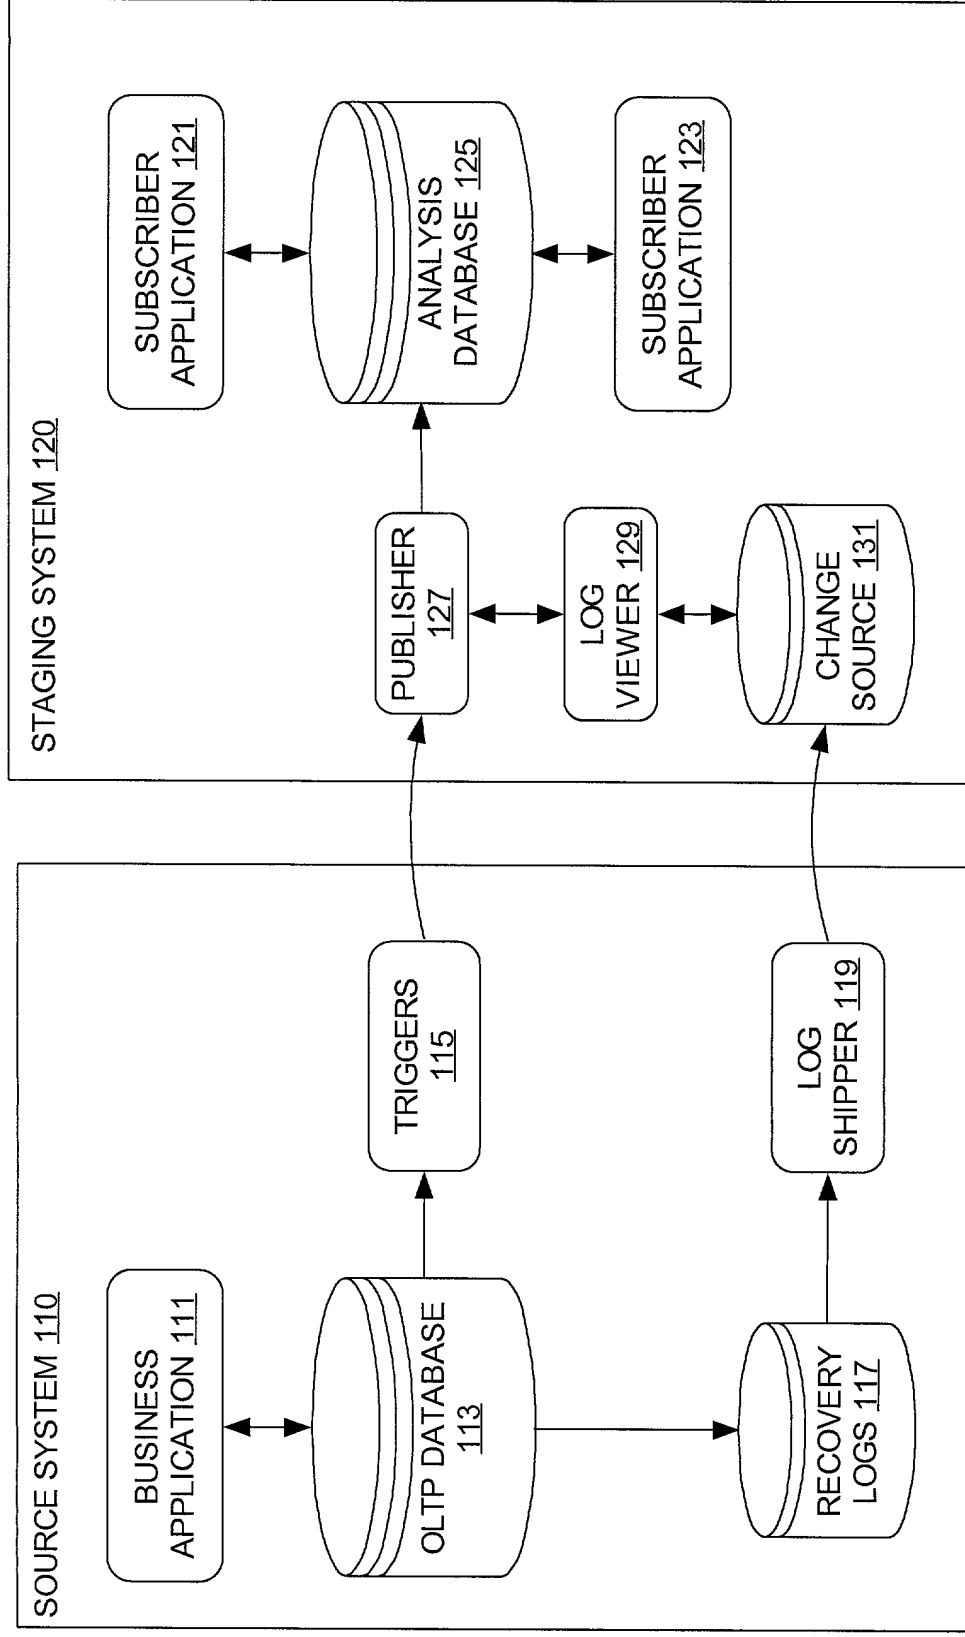 SOURCE SYSTEM 110
BUSINESS
APPLICATION 111
OLTP DATABASE
113
TRIGGERS
115
RECOVERY
LOGS 117
LOG
SHIPPER 119
STAGING SYSTEM 120
SUBSCRIBER
APPLICATION 121
PUBLISHER
127
ANALYSIS
DATABASE 125
LOG
VIEWER 129
SUBSCRIBER
APPLICATION 123
CHANGE
SOURCE 131